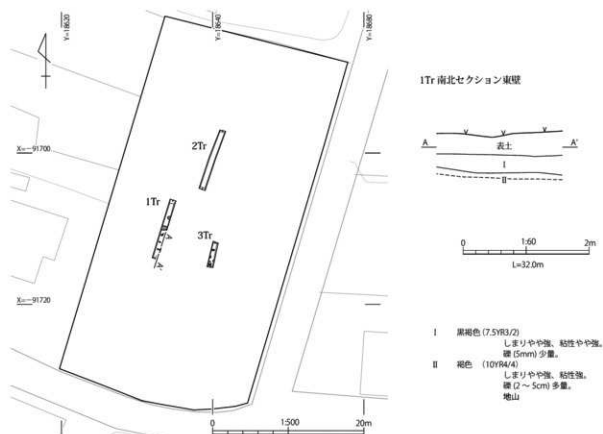 Y=18620
Y=18640
Y=18680
X=-91700
2Tr
1Tr
3Tr
A
A'
X=-91720
0
1:500
20m
1Tr 南北セクション東壁
A
表土
A'
I
II
0
1:60
2m
L=32.0m
I 黒褐色 (7.5YR3/2)
しまりやや強、粘性やや強。
礫 (5mm) 少量。
II 褐色 (10YR4/4)
しまりやや強、粘性強。
礫 (2 〜 5cm) 多量。
地山